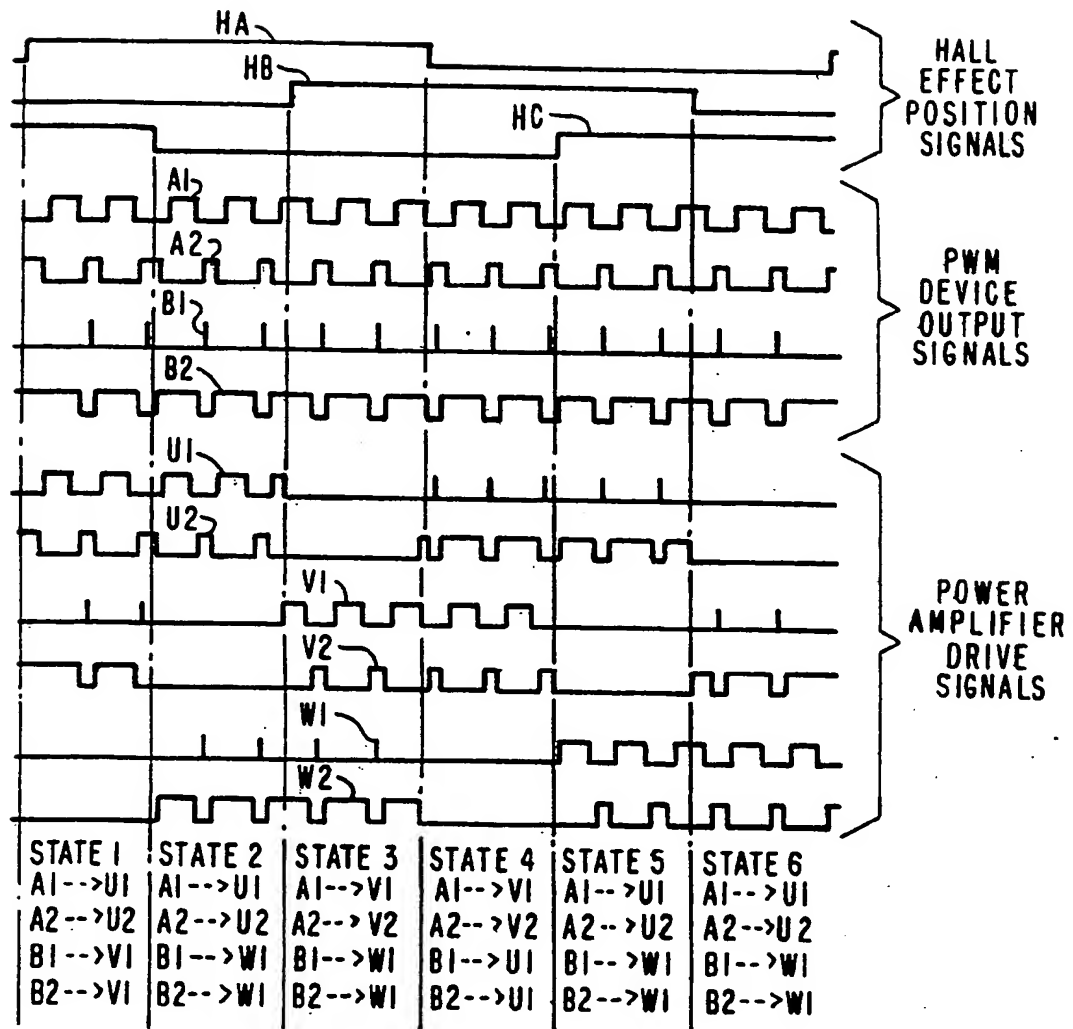 HA
HB
HC
HALL
EFFECT
POSITION
SIGNALS
A1
A2
B1
B2
PWM
DEVICE
OUTPUT
SIGNALS
U1
U2
V1
V2
W1
W2
POWER
AMPLIFIER
DRIVE
SIGNALS
STATE 1 STATE 2 STATE 3 STATE 4 STATE 5 STATE 6
A1-->U1 A1-->U1 A1-->V1 A1-->V1 A1-->U1 A1-->U1
A2-->U2 A2-->U2 A2-->V2 A2-->V2 A2-->U2 A2-->U2
B1-->V1 B1-->W1 B1-->W1 B1-->U1 B1-->W1 B1-->W1
B2-->V1 B2-->W1 B2-->W1 B2-->U1 B2-->W1 B2-->W1